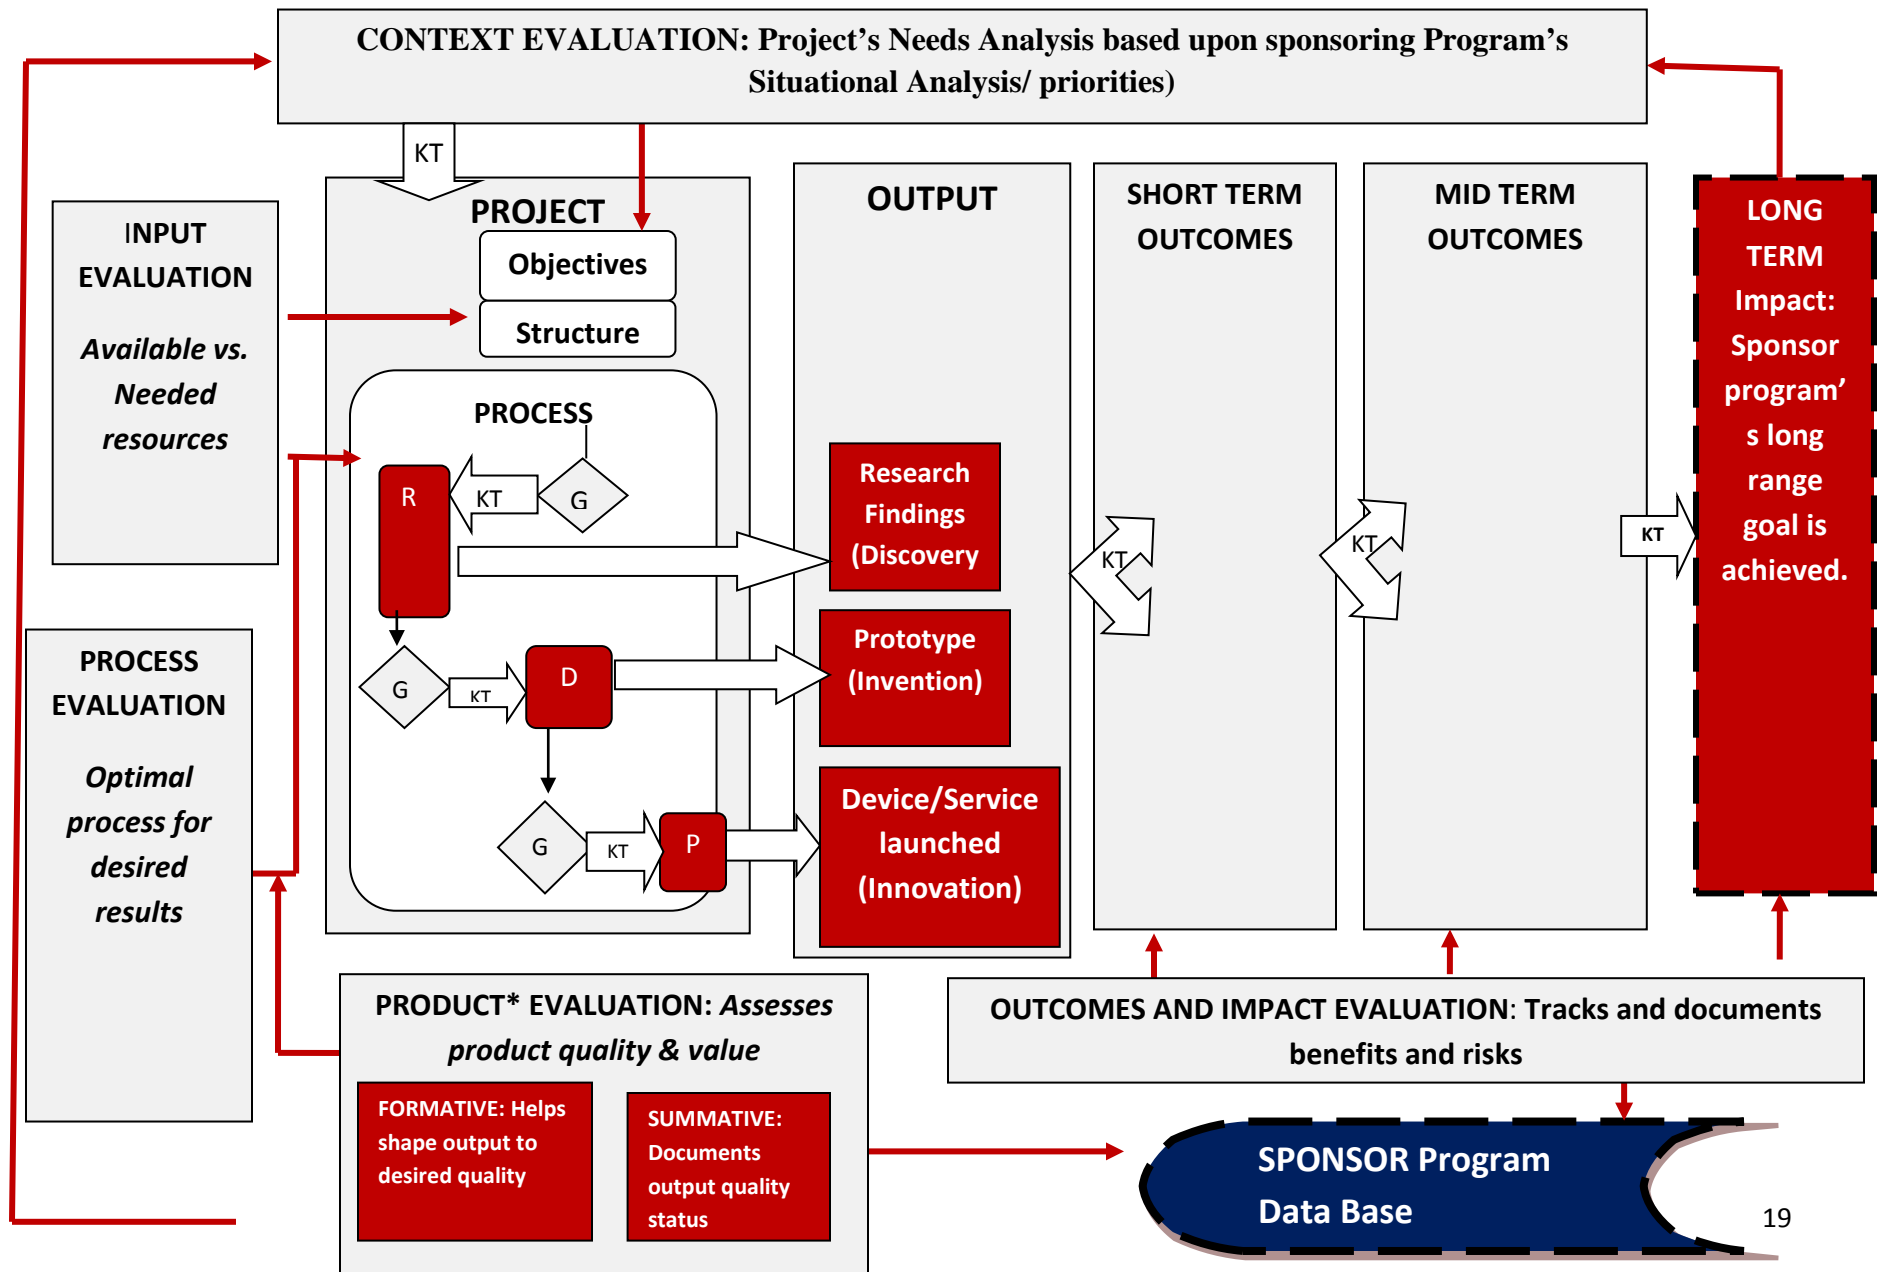 CONTEXT EVALUATION: Project's Needs Analysis based upon sponsoring Program's
Situational Analysis/ priorities)
KT
INPUT
EVALUATION
Available vs.
Needed
resources
PROJECT
Objectives
Structure
PROCESS
R
KT
G
G
KT
D
G
KT
P
OUTPUT
Research
Findings
(Discovery
Prototype
(Invention)
Device/Service
launched
(Innovation)
KT
SHORT TERM
OUTCOMES
KT
MID TERM
OUTCOMES
KT
LONG
TERM
Impact:
Sponsor
program'
s long
range
goal is
achieved.
PROCESS
EVALUATION
Optimal
process for
desired
results
PRODUCT* EVALUATION: Assesses
product quality & value
FORMATIVE: Helps
shape output to
desired quality
SUMMATIVE:
Documents
output quality
status
OUTCOMES AND IMPACT EVALUATION: Tracks and documents
benefits and risks
SPONSOR Program
Data Base
19